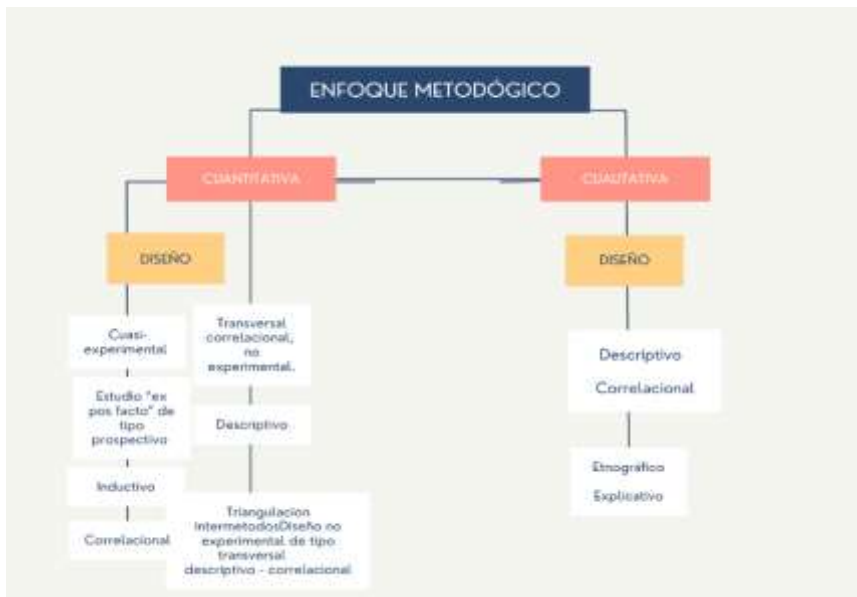 ENFOQUE METODÓGICO
CUANTITATIVA
CUALITATIVA
DISEÑO
DISEÑO
Cuasi-
experimental
Estudio "ex
pos facto" de
tipo
prospectivo
Inductivo
Correlacional
Transversal
correlacional,
no
experimental.
Descriptivo
Triangulacion
intermetodosDiseño no
experimental de tipo
transversal
descriptivo - correlacional
Descriptivo
Correlacional
Etnográfico
Explicativo